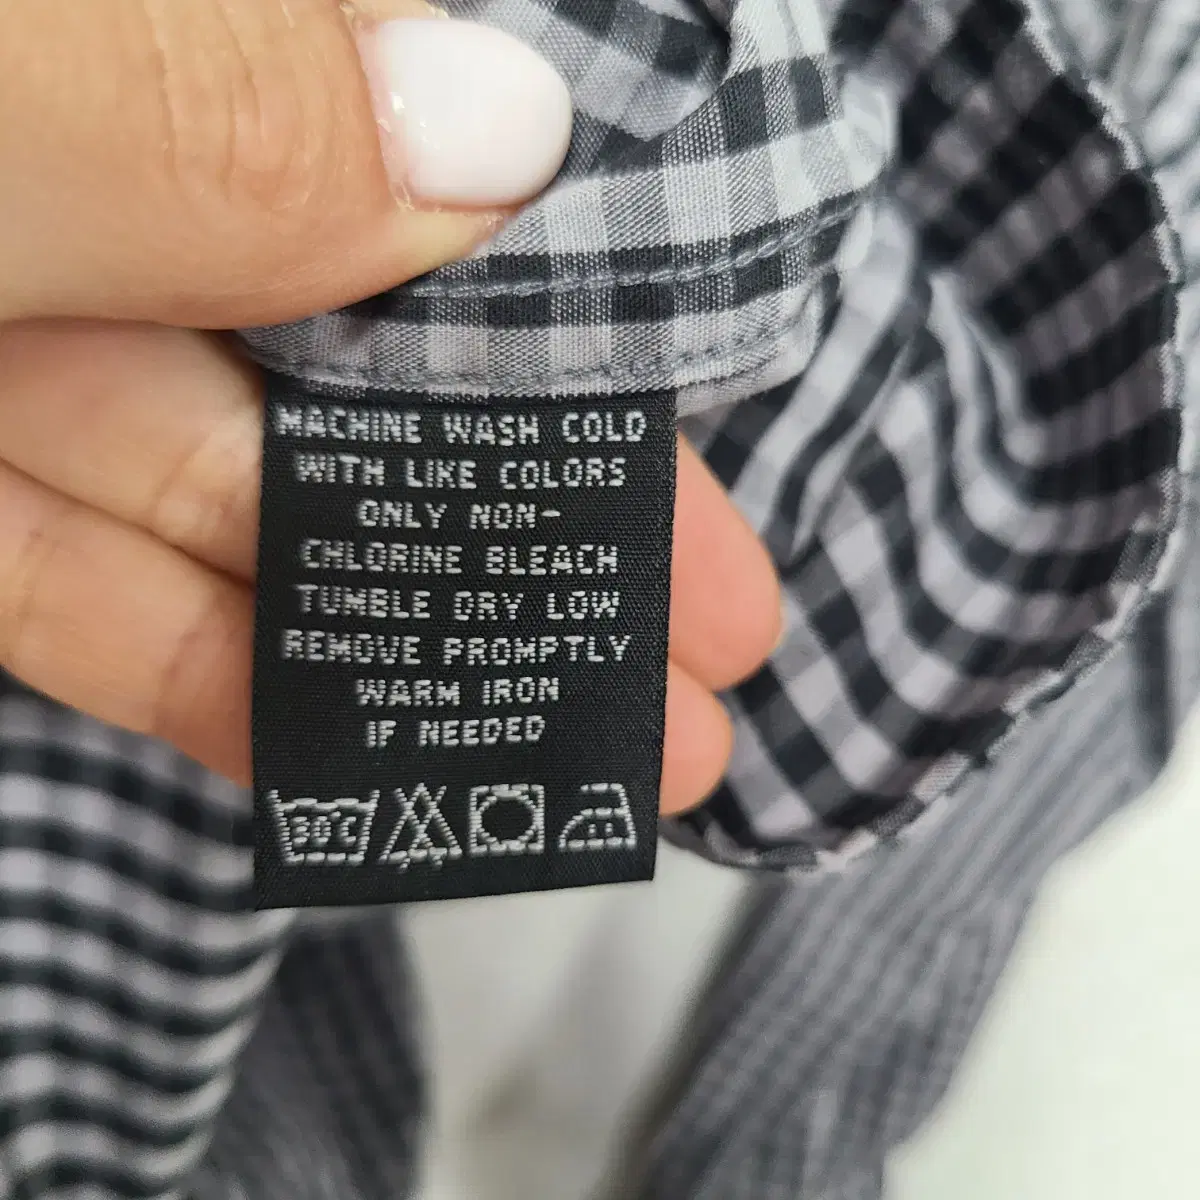 MACHINE WASH COLD
WITH LIKE COLORS
ONLY NON-
CHLORINE BLEACH
TUMBLE DRY LOW
REMOVE PROMPTLY
WARM IRON
IF NEEDED
30°C